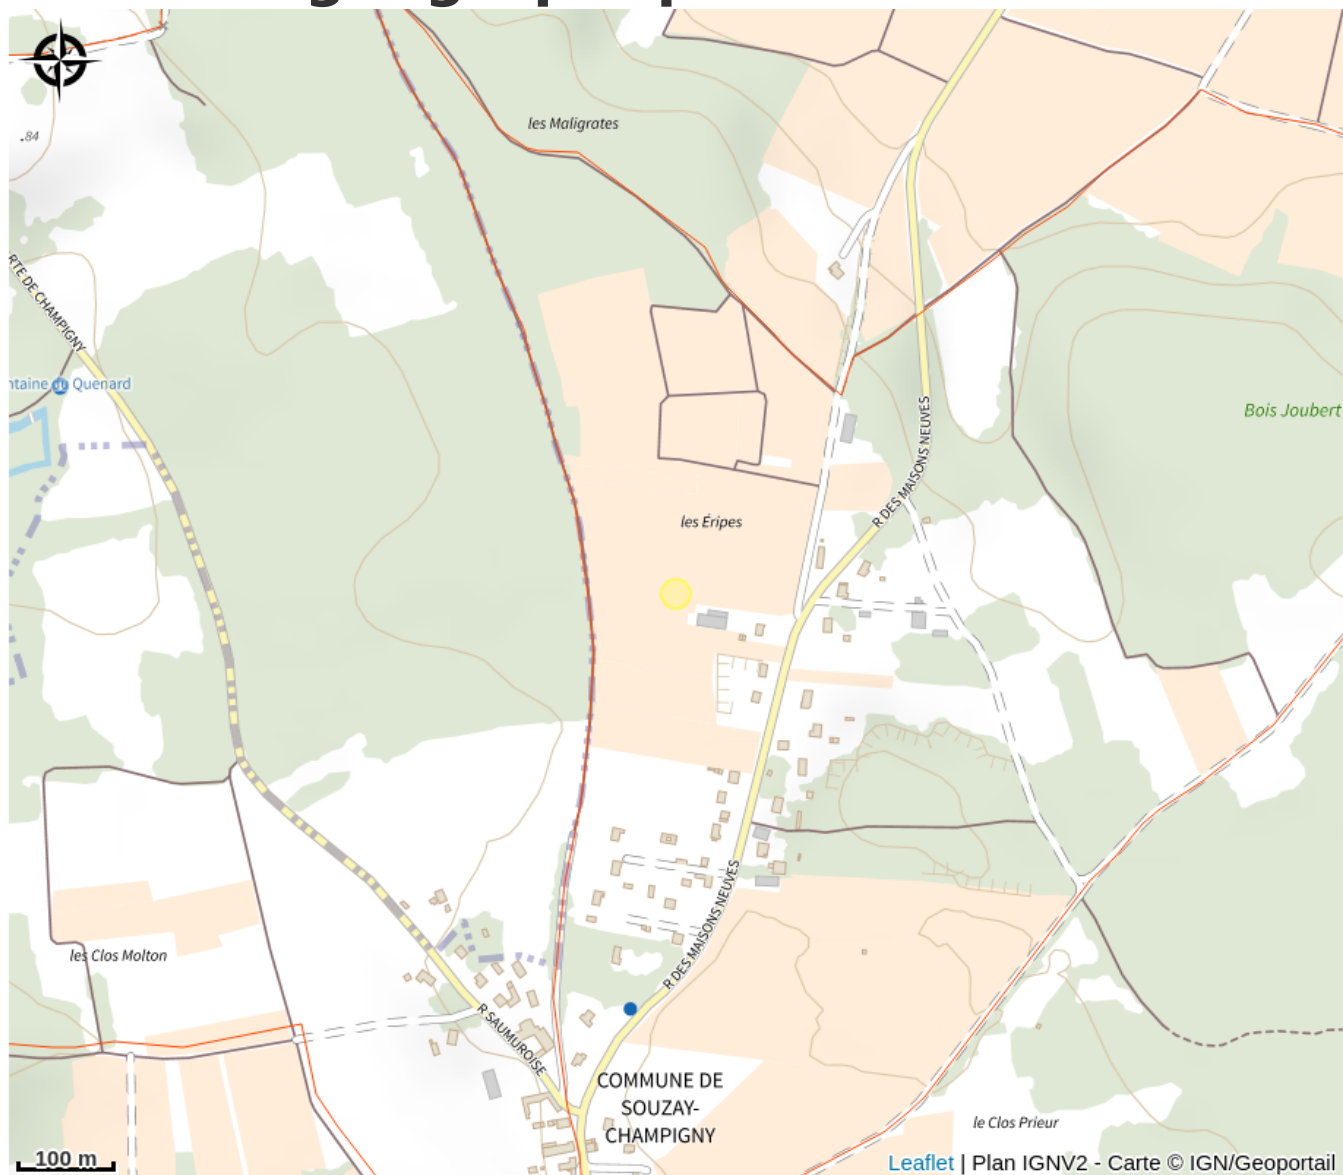 les Maligrates
.84
RTE DE CHAMPIGNY
ntaine du Quenard
R DES MAISONS NEUVES
Bois Joubert
les Éripes
R DES MAISONS NEUVES
les Clos Molton
R SAUMUROISE
COMMUNE DE
SOUZAY-
CHAMPIGNY
le Clos Prieur
100 m
Leaflet | Plan IGNV2 - Carte © IGN/Geoportail